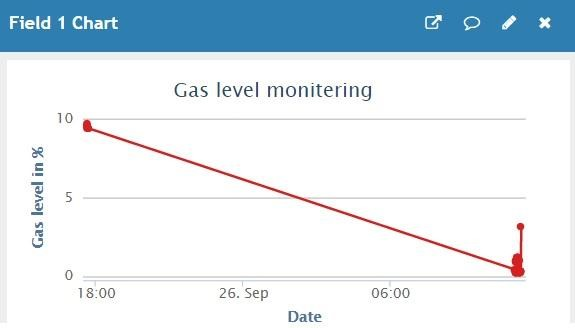 Field 1 Chart
Gas level monitering
Gas level in %
10
5
0
18:00 26. Sep 06:00
Date